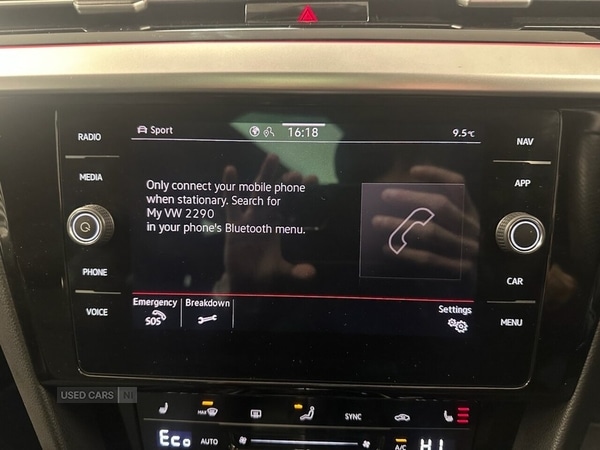 Sport
16:18
9.5°C
RADIO
MEDIA
PHONE
VOICE
Only connect your mobile phone
when stationary. Search for
My VW 2290
in your phone's Bluetooth menu.
NAV
APP
CAR
MENU
Emergency
SOS
Breakdown
Settings
USED CARS NI
MAX
SYNC
Eco
AUTO
A/C
HI